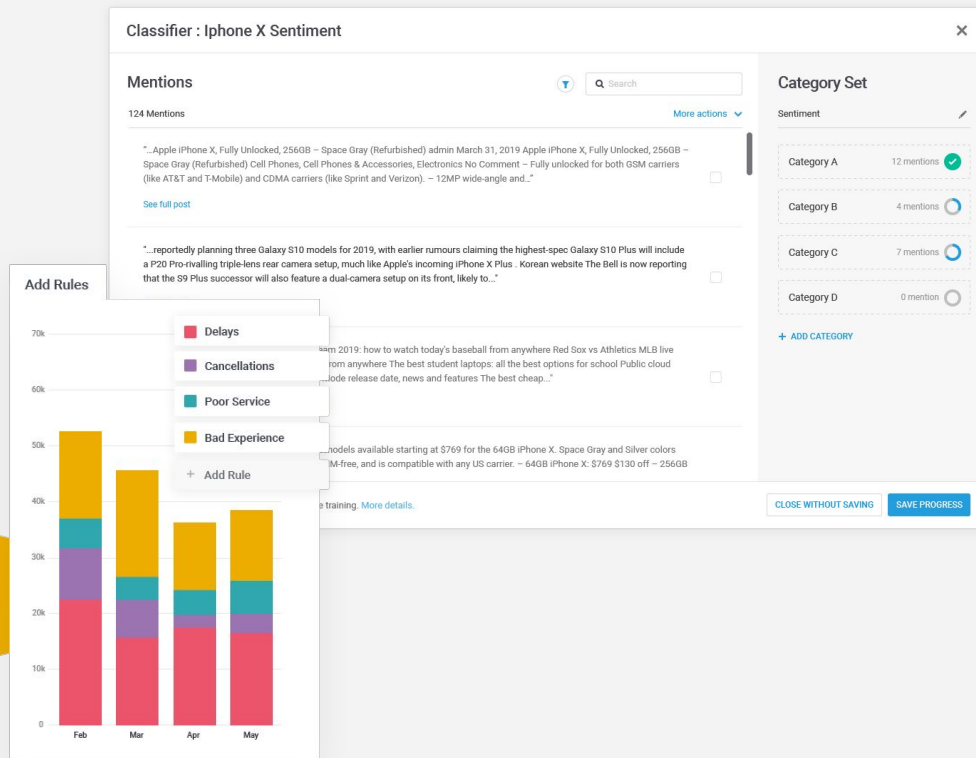 Classifier : Iphone X Sentiment
Mentions
Search
124 Mentions
More actions
"…Apple iPhone X, Fully Unlocked, 256GB – Space Gray (Refurbished) admin March 31, 2019 Apple iPhone X, Fully Unlocked, 256GB –
Space Gray (Refurbished) Cell Phones, Cell Phones & Accessories, Electronics No Comment – Fully unlocked for both GSM carriers
(like AT&T and T-Mobile) and CDMA carriers (like Sprint and Verizon). – 12MP wide-angle and…"
See full post
"...reportedly planning three Galaxy S10 models for 2019, with earlier rumours claiming the highest-spec Galaxy S10 Plus will include
a P20 Pro-rivalling triple-lens rear camera setup, much like Apple's incoming iPhone X Plus . Korean website The Bell is now reporting
that the S9 Plus successor will also feature a dual-camera setup on its front, likely to..."
2019: how to watch today's baseball from anywhere Red Sox vs Athletics MLB live
from anywhere The best student laptops: all the best options for school Public cloud
release date, news and features The best cheap..."
models available starting at $769 for the 64GB iPhone X. Space Gray and Silver colors
and is compatible with any US carrier. – 64GB iPhone X: $769 $130 off – 256GB
training. More details.
CLOSE WITHOUT SAVING
SAVE PROGRESS
Category Set
Sentiment
Category A 12 mentions
Category B 4 mentions
Category C 7 mentions
Category D 0 mention
+ ADD CATEGORY
Add Rules
Delays
Cancellations
Poor Service
Bad Experience
+ Add Rule
70k
60k
50k
40k
30k
20k
10k
0
Feb Mar Apr May